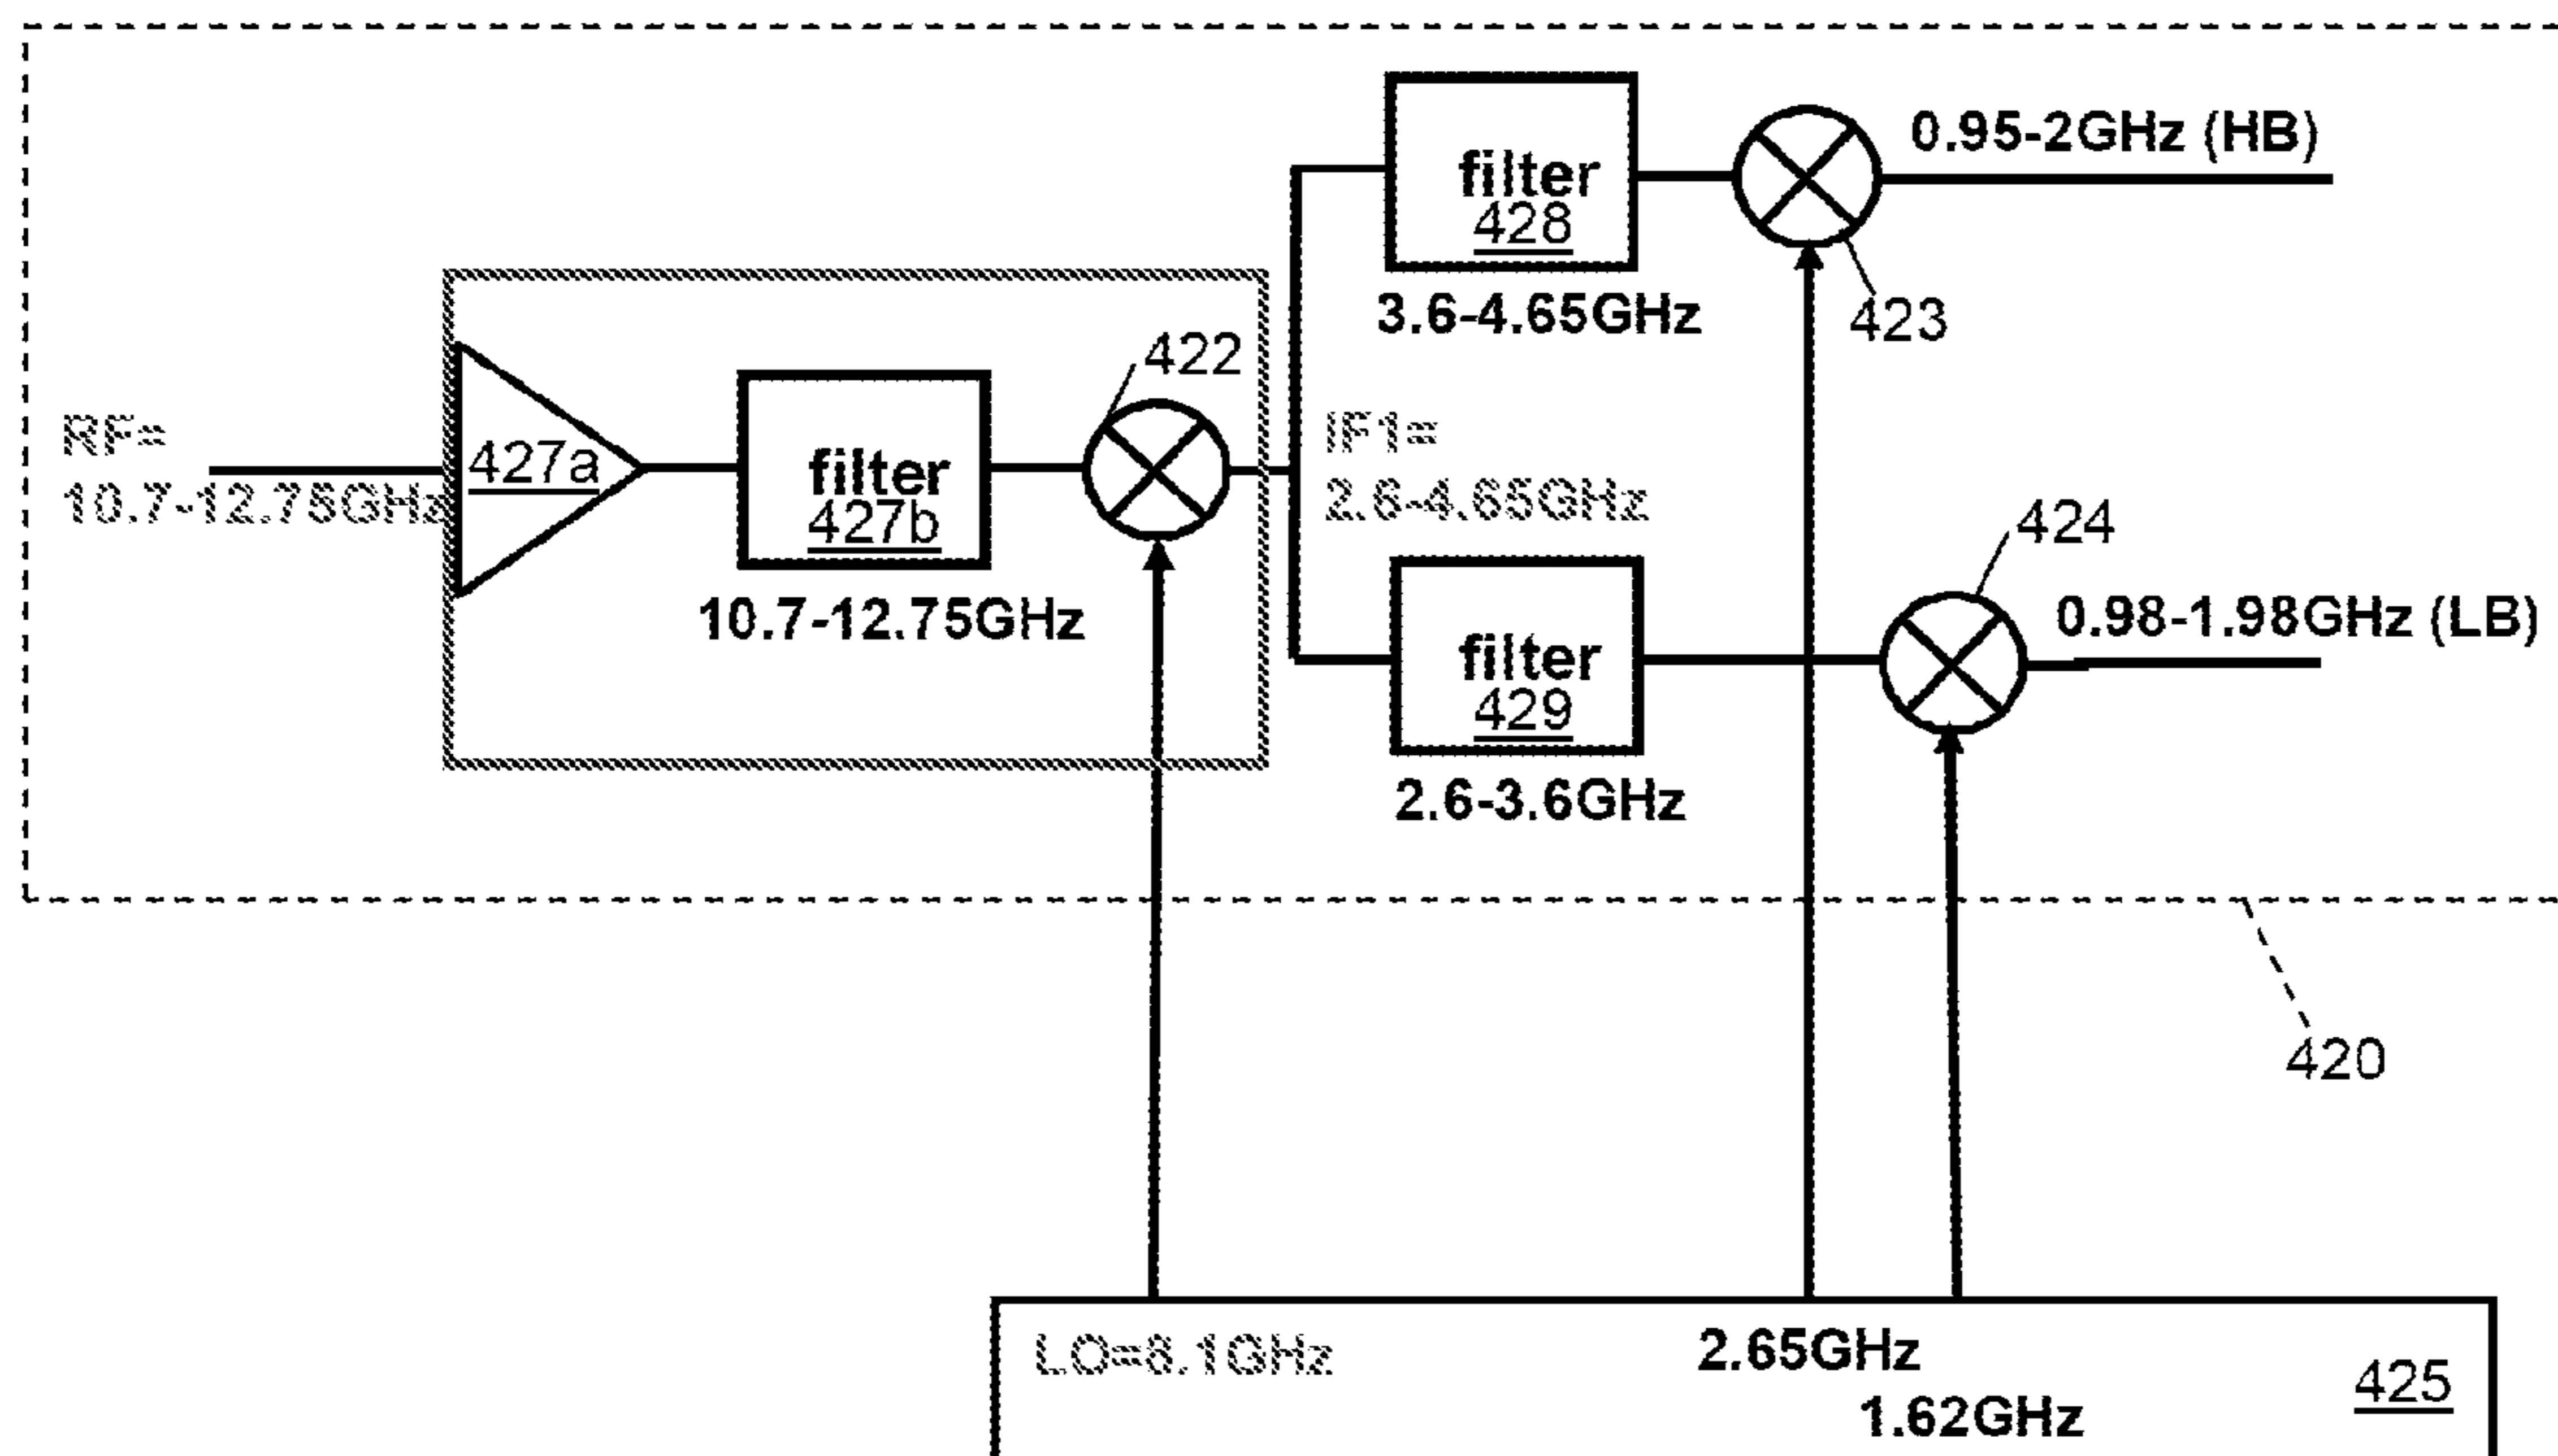 0.95-2GHz (HB)
filter
428
3.6-4.65GHz
423
422
RF=
10.7-12.75GHz
427a
filter
427b
10.7-12.75GHz
IF1=
2.6-4.65GHz
424
0.98-1.98GHz (LB)
filter
429
2.6-3.6GHz
420
LO=8.1GHz
2.65GHz
1.62GHz
425